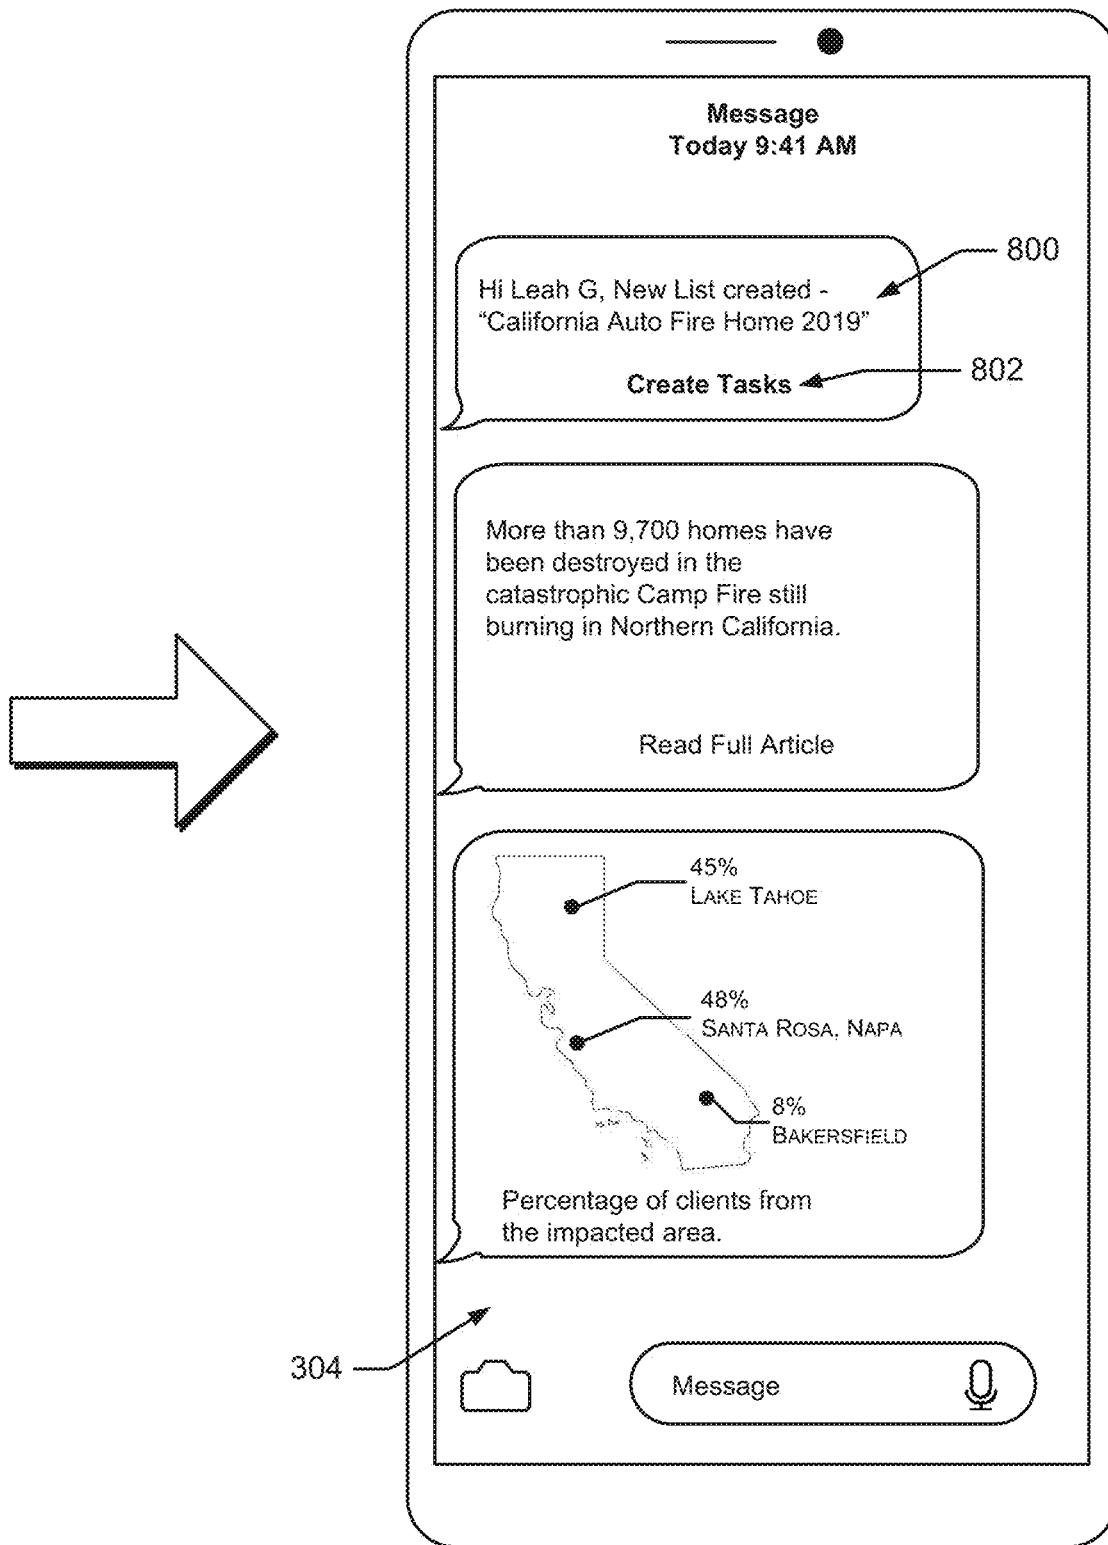 Message
Today 9:41 AM
800
Hi Leah G, New List created -
“California Auto Fire Home 2019”
Create Tasks
802
More than 9,700 homes have
been destroyed in the
catastrophic Camp Fire still
burning in Northern California.
Read Full Article
45%
LAKE TAHOE
48%
SANTA ROSA, NAPA
8%
BAKERSFIELD
Percentage of clients from
the impacted area.
304
Message